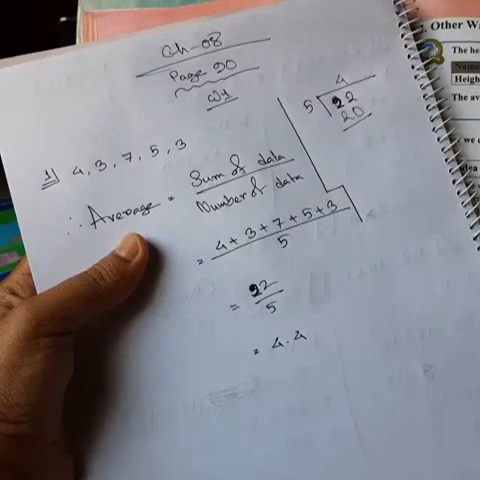 Ch-08
Page 90
Q1
1) 4, 3, 7, 5, 3
∴ Average = Sum of data
Number of data
= 4+3+7+5+3
5
= 22
5
= 4.4
4
5 22
20
. Other W
The he
Name
Heigh
The av
we c